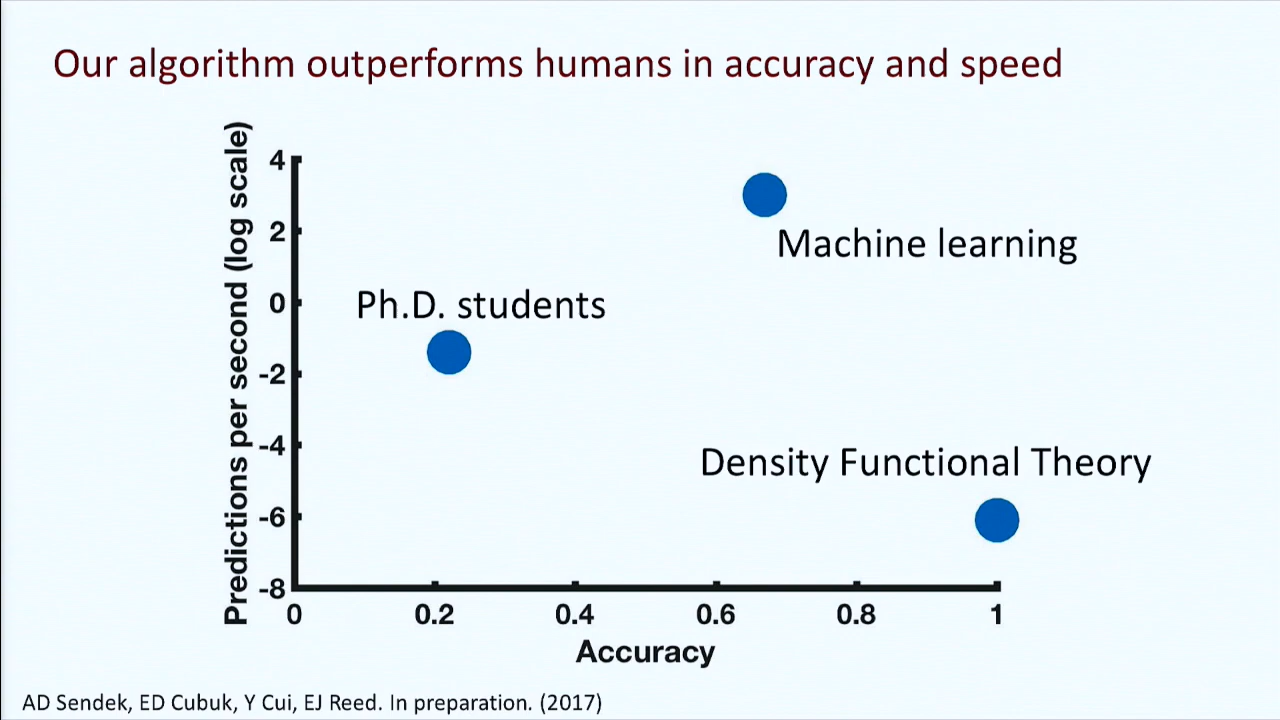 Our algorithm outperforms humans in accuracy and speed
Predictions per second (log scale)
4
2
0
-2
-4
-6
-8
Machine learning
Ph.D. students
Density Functional Theory
0 0.2 0.4 0.6 0.8 1
Accuracy
AD Sendek, ED Cubuk, Y Cui, EJ Reed. In preparation. (2017)